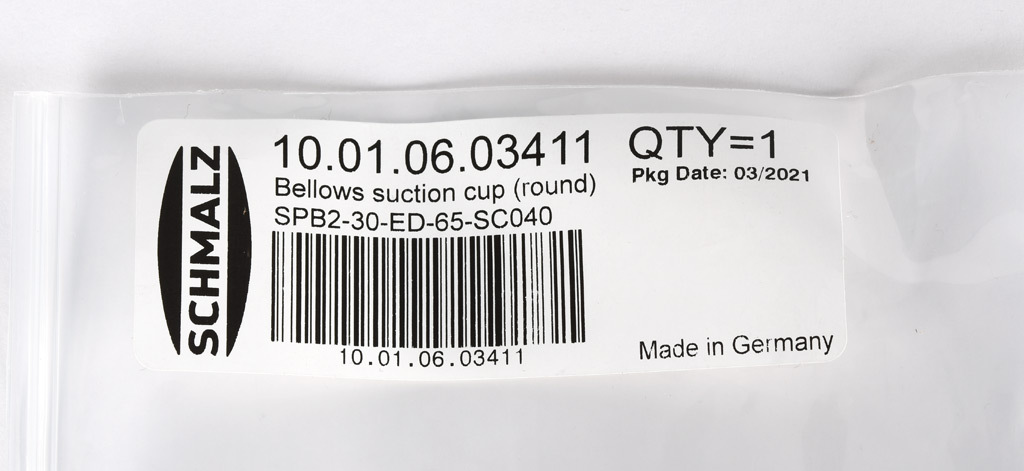 SCHMALZ
10.01.06.03411
Bellows suction cup (round)
SPB2-30-ED-65-SC040
10.01.06.03411
QTY=1
Pkg Date: 03/2021
Made in Germany